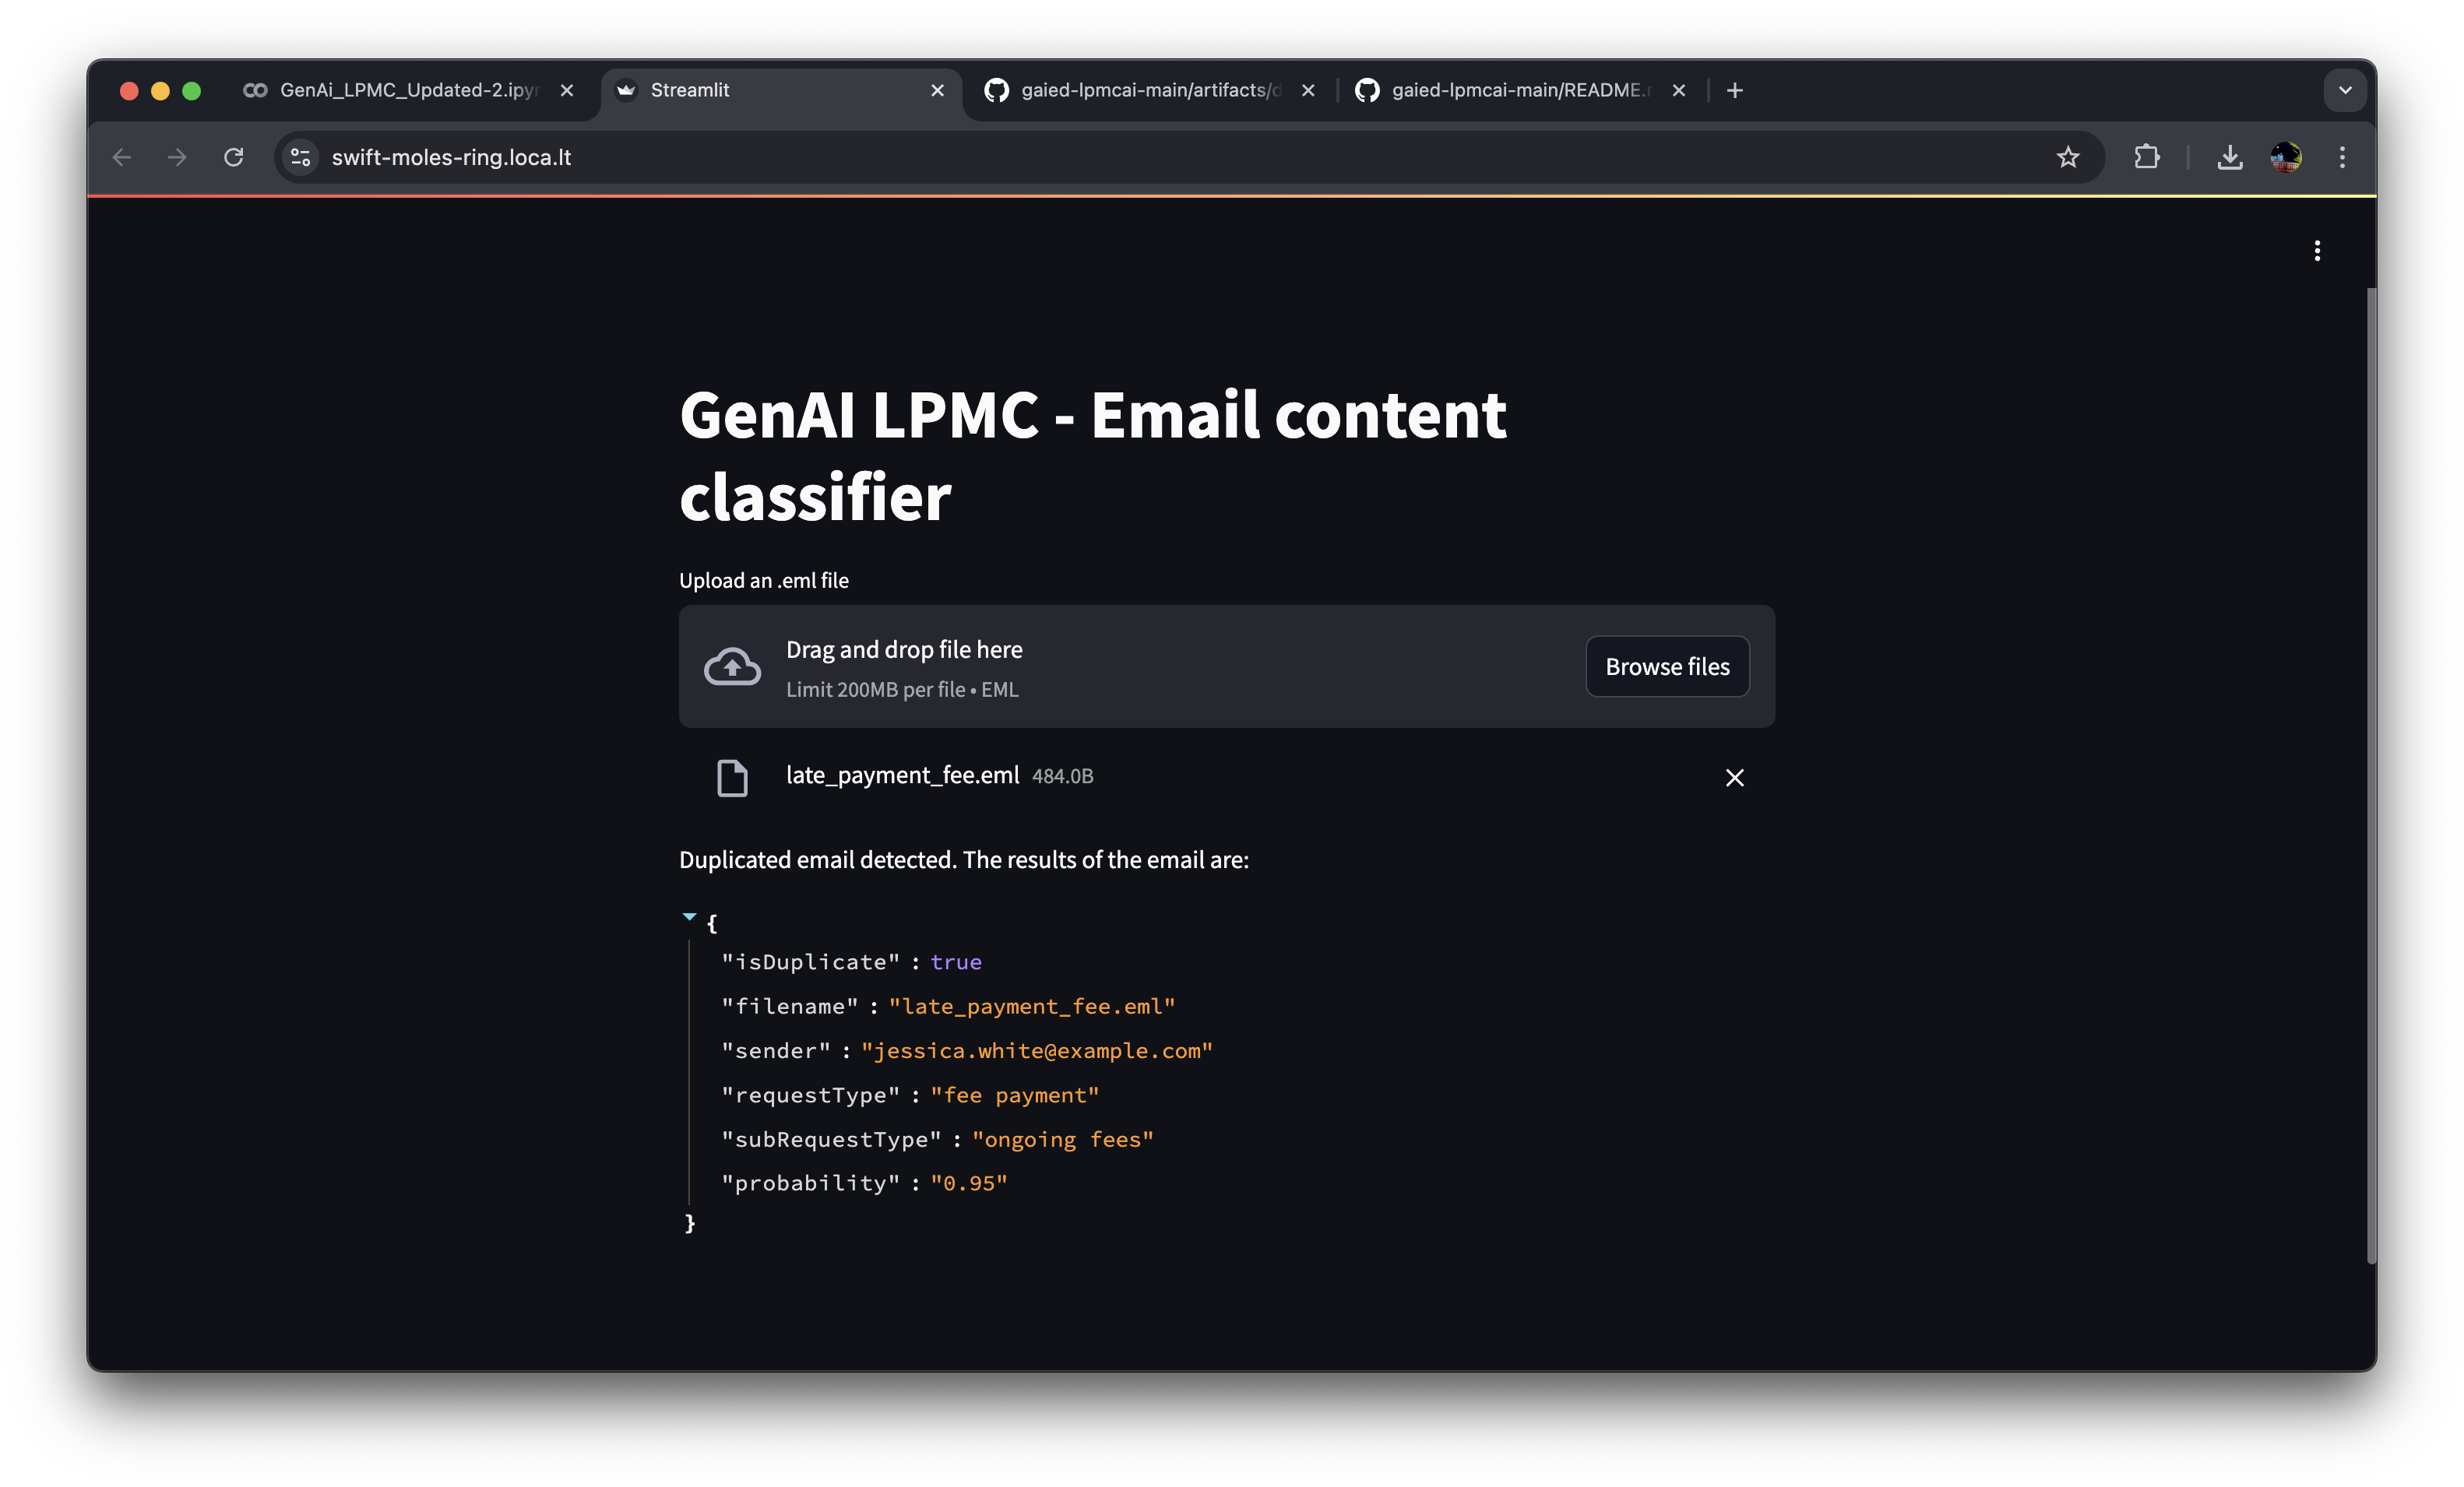 GenAi_LPMC_Updated-2.ipyn
Streamlit
gaied-lpmcai-main/artifacts/d
gaied-lpmcai-main/README.r
swift-moles-ring.loca.lt
GenAI LPMC - Email content
classifier
Upload an .eml file
Drag and drop file here
Limit 200MB per file • EML
Browse files
late_payment_fee.eml 484.0B
Duplicated email detected. The results of the email are:
{
"isDuplicate" : true
"filename" : "late_payment_fee.eml"
"sender" : "jessica.white@example.com"
"requestType" : "fee payment"
"subRequestType" : "ongoing fees"
"probability" : "0.95"
}